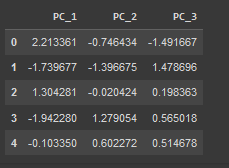 PC_1 PC_2 PC_3
0 2.213361 -0.746434 -1.491667
1 -1.739677 -1.396675 1.478696
2 1.304281 -0.020424 0.198363
3 -1.942280 1.279054 0.565018
4 -0.103350 0.602272 0.514678